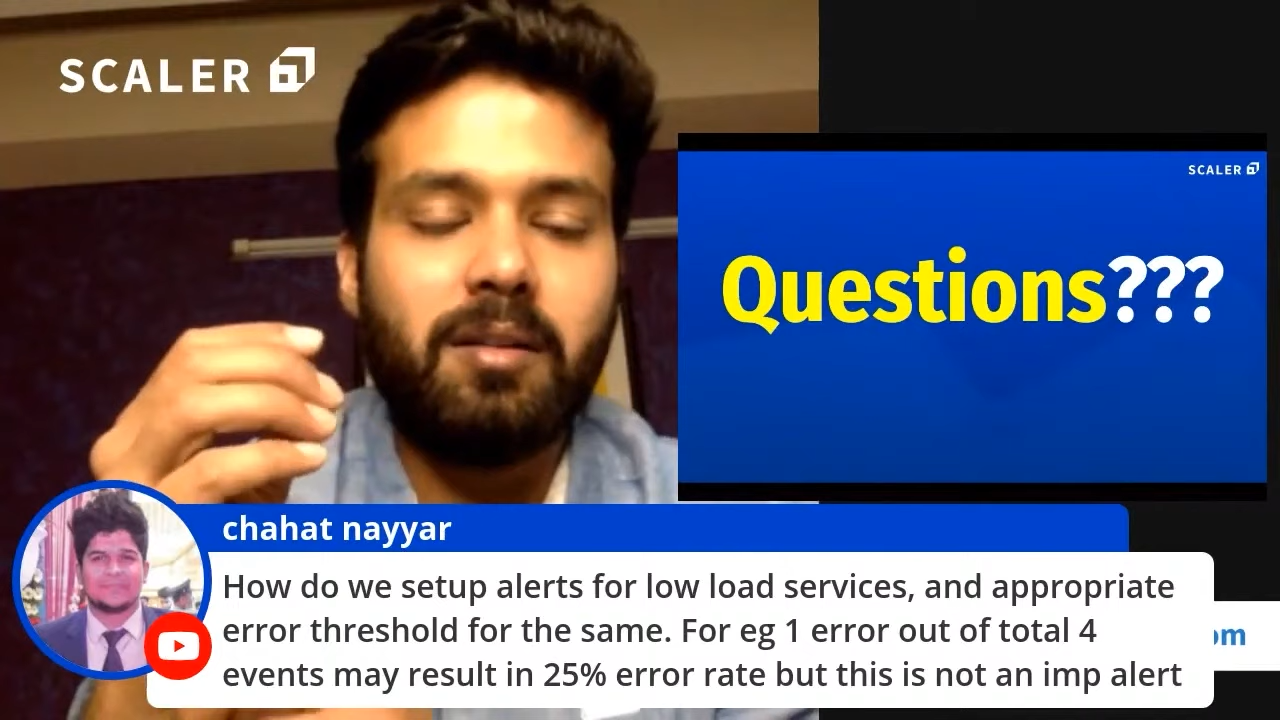 SCALER
SCALER
Questions???
chahat nayyar
How do we setup alerts for low load services, and appropriate
error threshold for the same. For eg 1 error out of total 4
events may result in 25% error rate but this is not an imp alert
om